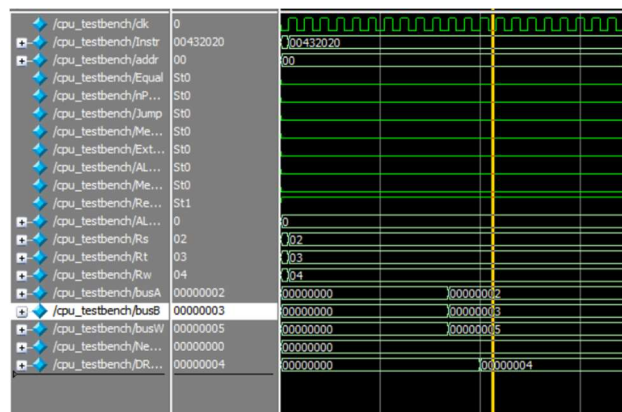 /cpu_testbench/clk 0
/cpu_testbench/Instr 00432020 00432020
/cpu_testbench/addr 00 00
/cpu_testbench/Equal St0
/cpu_testbench/nP... St0
/cpu_testbench/Jump St0
/cpu_testbench/Me... St0
/cpu_testbench/Ext... St0
/cpu_testbench/AL... St0
/cpu_testbench/Me... St0
/cpu_testbench/Re... St1
/cpu_testbench/AL... 0 0
/cpu_testbench/Rs 02 02
/cpu_testbench/Rt 03 03
/cpu_testbench/Rw 04 04
/cpu_testbench/busA 00000002 00000000 00000002
/cpu_testbench/busB 00000003 00000000 00000003
/cpu_testbench/busW 00000005 00000000 00000005
/cpu_testbench/Ne... 00000000 00000000
/cpu_testbench/DR... 00000004 00000000 00000004